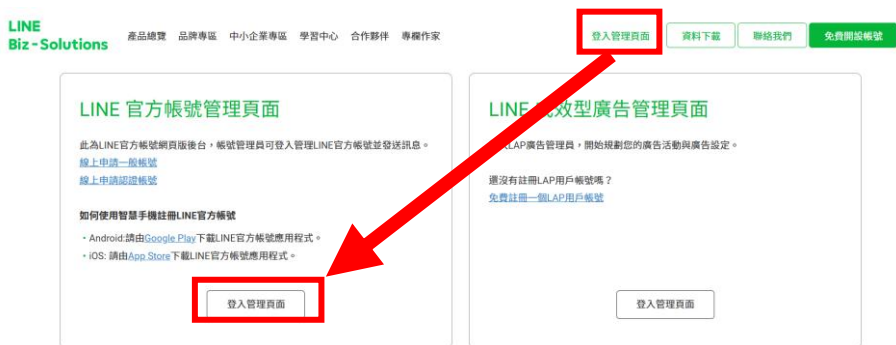 LINE
Biz-Solutions
產品總覽 品牌專區 中小企業專區 學習中心 合作夥伴 專欄作家
登入管理頁面 資料下載 聯絡我們 免費開設帳號
LINE 官方帳號管理頁面
此為LINE官方帳號網頁版後台，帳號管理員可登入管理LINE官方帳號並發送訊息。
線上申請一般帳號
線上申請認證帳號
如何使用智慧手機註冊LINE官方帳號
・Android:請由Google Play下載LINE官方帳號應用程式。
・iOS: 請由App Store下載LINE官方帳號應用程式。
登入管理頁面
LINE 成效型廣告管理頁面
LAP廣告管理員，開始規劃您的廣告活動與廣告設定。
還沒有註冊LAP用戶帳號嗎？
免費註冊一個LAP用戶帳號
登入管理頁面